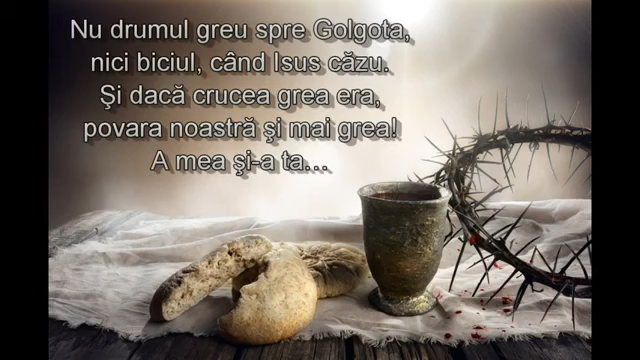 Nu drumul greu spre Golgota,
nici biciul, când Isus căzu.
Şi dacă crucea grea era,
povara noastră şi mai grea!
A mea şi-a ta...